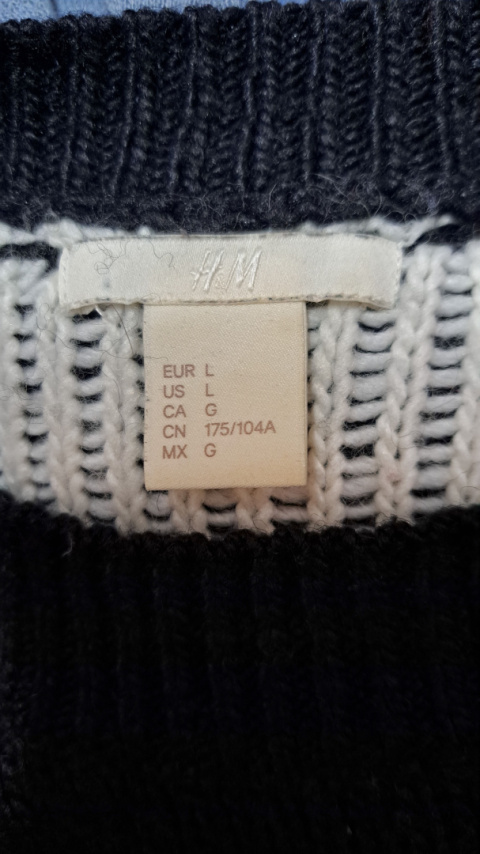 H&M
EUR L
US L
CA G
CN 175/104A
MX G